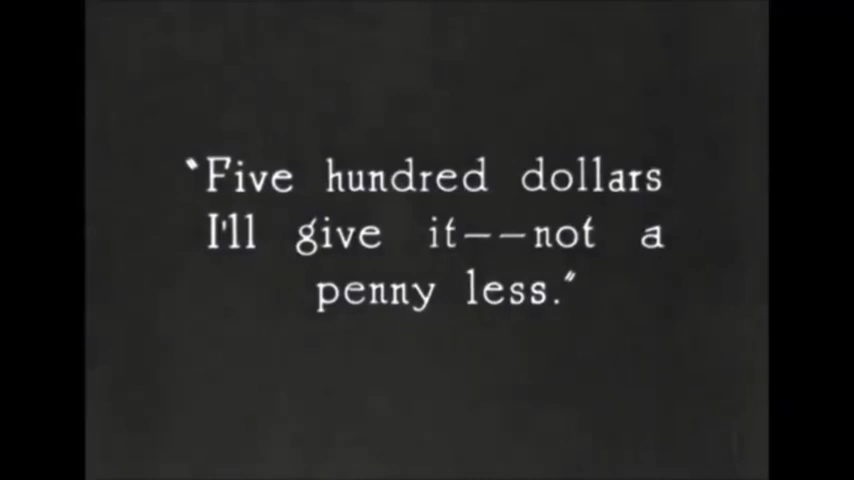 "Five hundred dollars
I'll give it--not a
penny less."